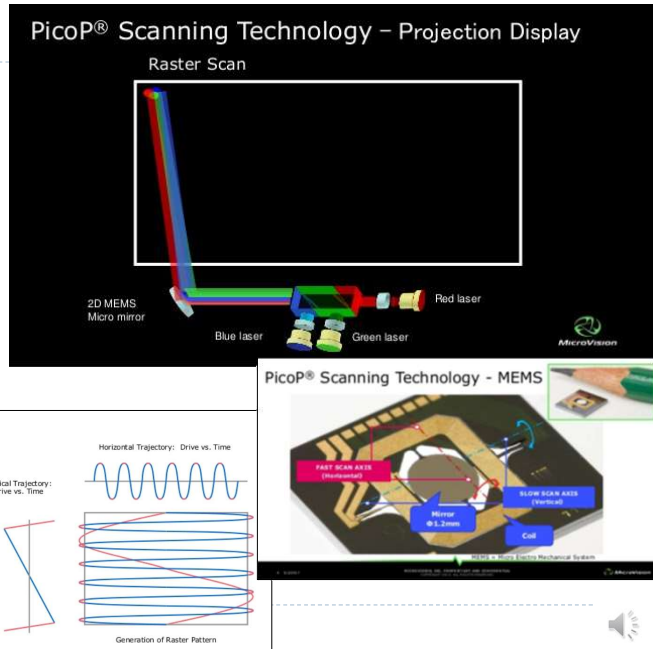 PicoP® Scanning Technology – Projection Display
Raster Scan
2D MEMS
Micro mirror
Red laser
Blue laser
Green laser
MicroVision
PicoP® Scanning Technology - MEMS
FAST SCAN AXIS
(Horizontal)
SLOW SCAN AXIS
(Vertical)
Mirror
Φ1.2mm
Coil
MEMS = Micro Electro Mechanical System
MicroVision
Horizontal Trajectory: Drive vs. Time
ical Trajectory:
rive vs. Time
Generation of Raster Pattern